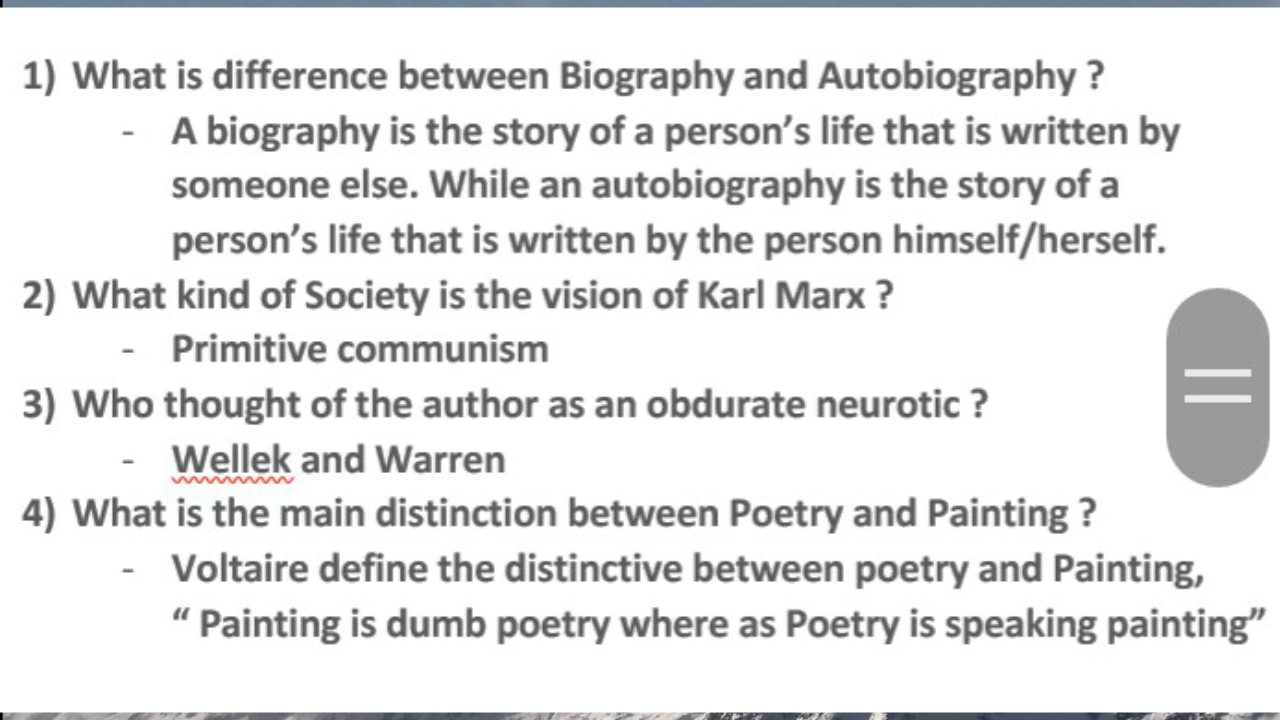 1) What is difference between Biography and Autobiography ?
- A biography is the story of a person's life that is written by
someone else. While an autobiography is the story of a
person's life that is written by the person himself/herself.
2) What kind of Society is the vision of Karl Marx ?
- Primitive communism
3) Who thought of the author as an obdurate neurotic ?
- Wellek and Warren
4) What is the main distinction between Poetry and Painting ?
- Voltaire define the distinctive between poetry and Painting,
“ Painting is dumb poetry where as Poetry is speaking painting”